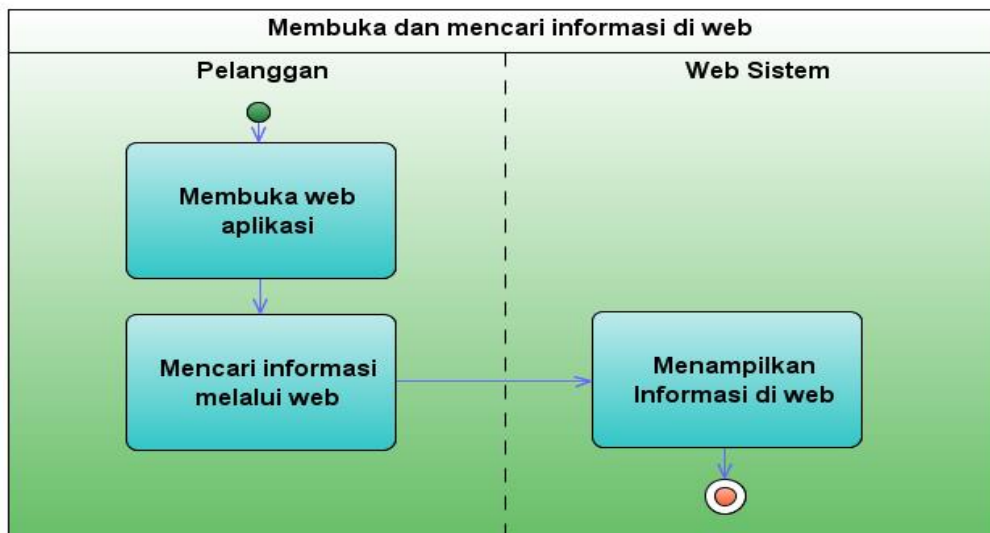 Membuka dan mencari informasi di web
Pelanggan
Web Sistem
Membuka web
aplikasi
Mencari informasi
melalui web
Menampilkan
Informasi di web